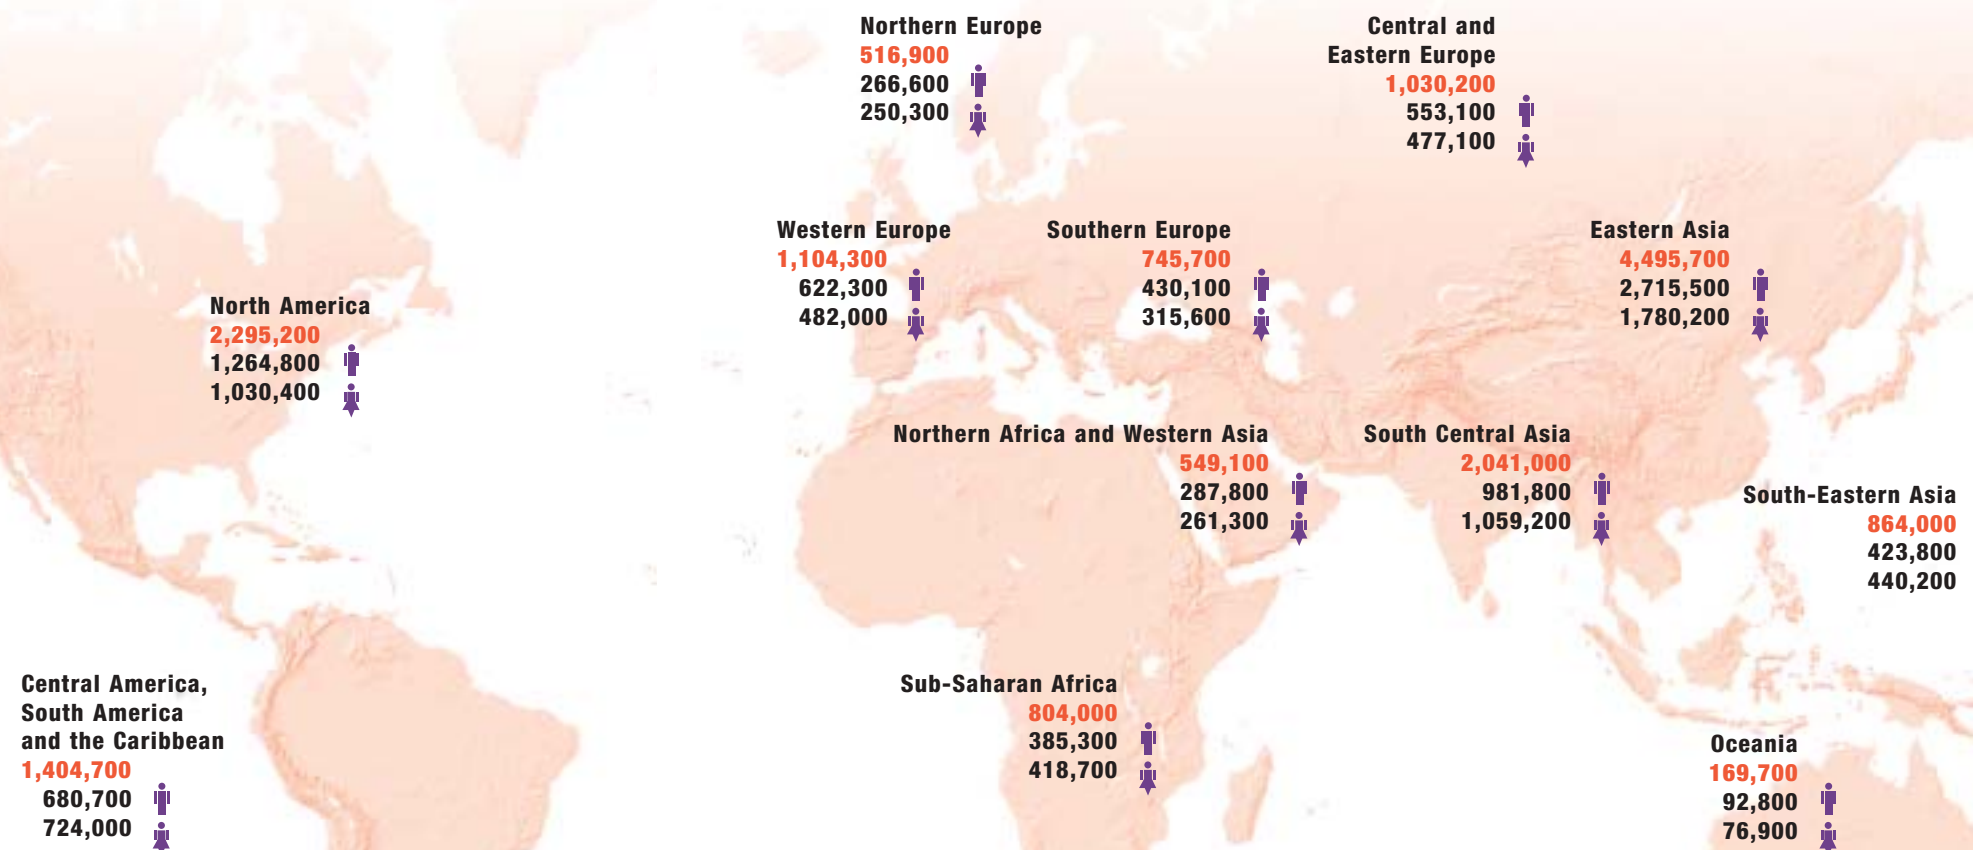 Northern Europe
516,900
266,600
250,300
Central and
Eastern Europe
1,030,200
553,100
477,100
Western Europe
1,104,300
622,300
482,000
Southern Europe
745,700
430,100
315,600
Eastern Asia
4,495,700
2,715,500
1,780,200
North America
2,295,200
1,264,800
1,030,400
Northern Africa and Western Asia
549,100
287,800
261,300
South Central Asia
2,041,000
981,800
1,059,200
South-Eastern Asia
864,000
423,800
440,200
Central America,
South America
and the Caribbean
1,404,700
680,700
724,000
Sub-Saharan Africa
804,000
385,300
418,700
Oceania
169,700
92,800
76,900